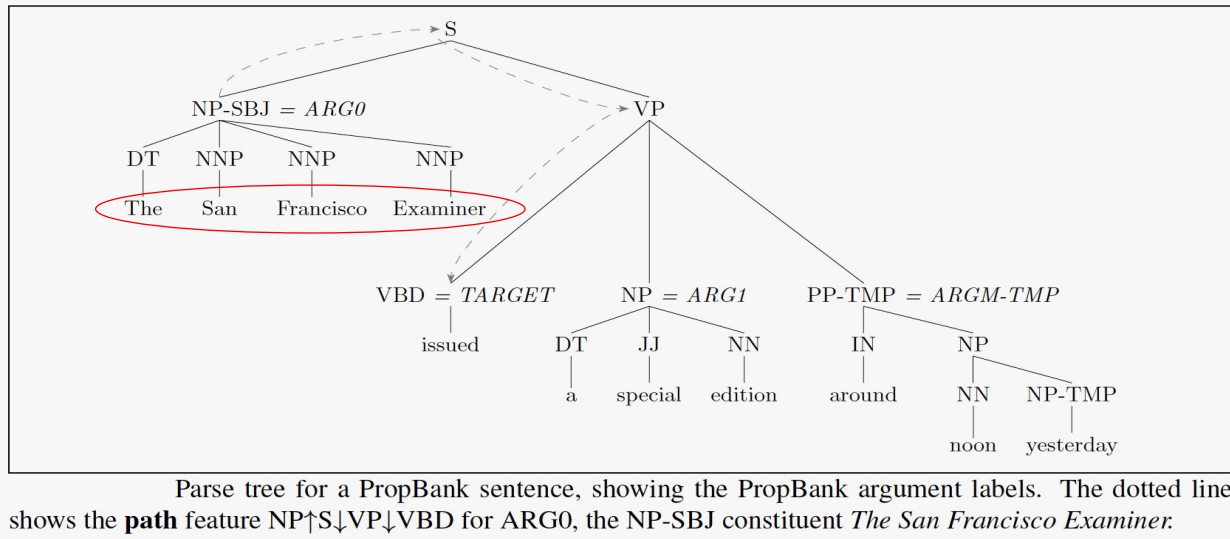 S
NP-SBJ = ARG0 VP
DT NNP NNP NNP
The San Francisco Examiner
VBD = TARGET NP = ARG1 PP-TMP = ARGM-TMP
issued DT JJ NN IN NP
a special edition around NN NP-TMP
noon yesterday
Parse tree for a PropBank sentence, showing the PropBank argument labels. The dotted line
shows the path feature NP↑S↓VP↓VBD for ARG0, the NP-SBJ constituent The San Francisco Examiner.